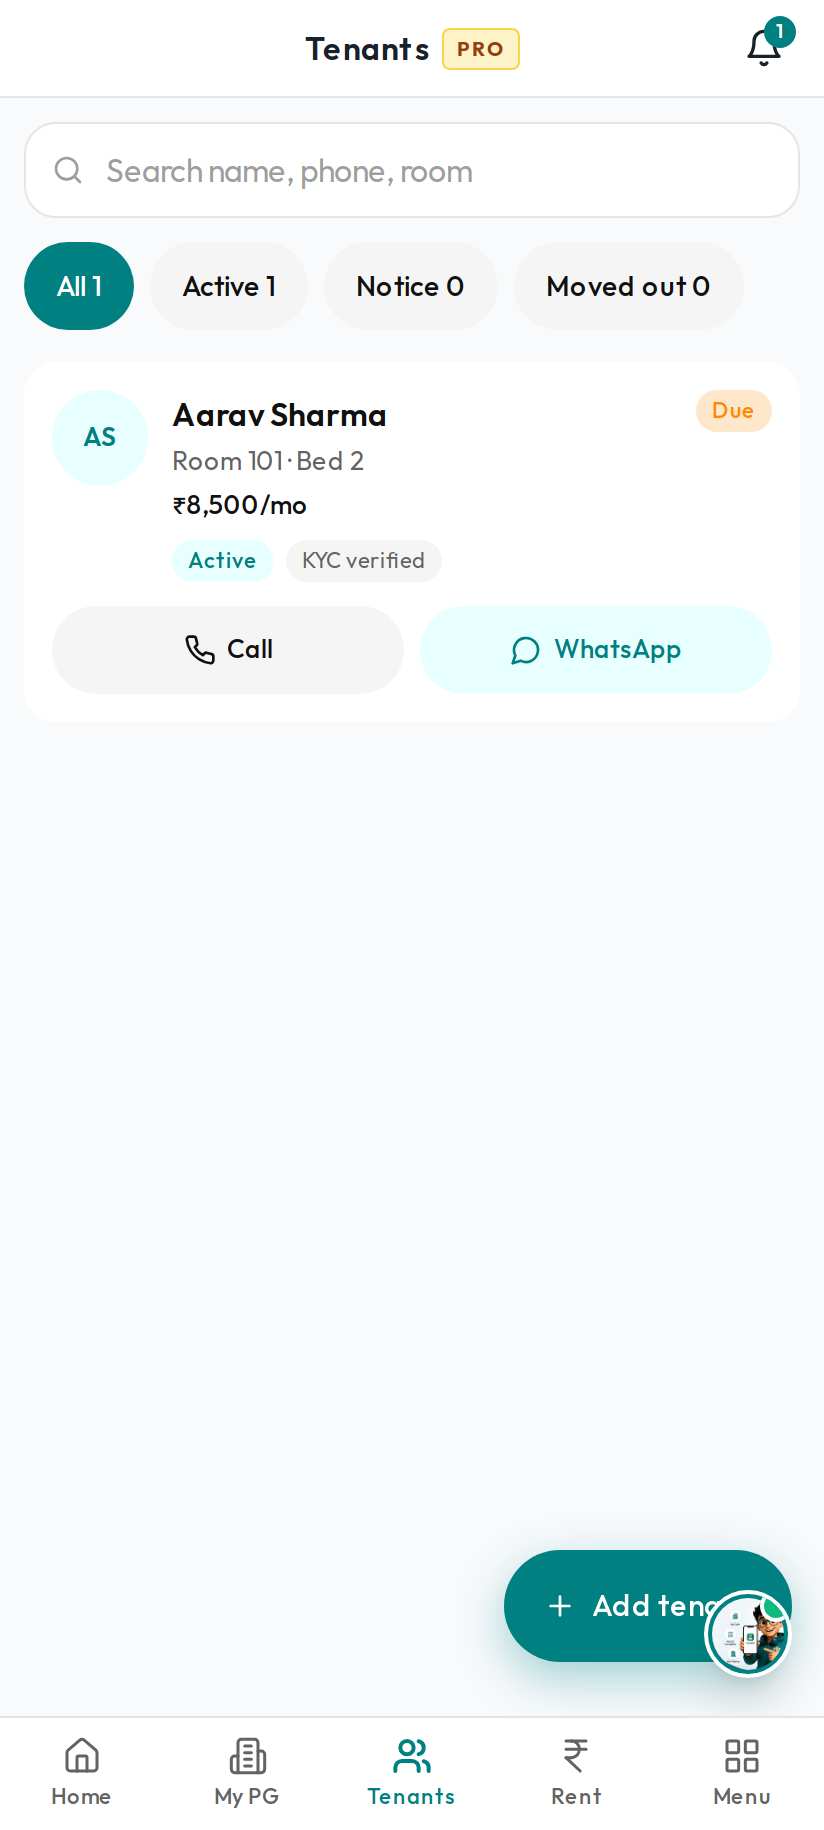 Tenants PRO
1
Search name, phone, room
All 1
Active 1
Notice 0
Moved out 0
AS
Aarav Sharma
Due
Room 101 · Bed 2
₹8,500/mo
Active
KYC verified
Call
WhatsApp
Add
Home
My PG
Tenants
Rent
Menu